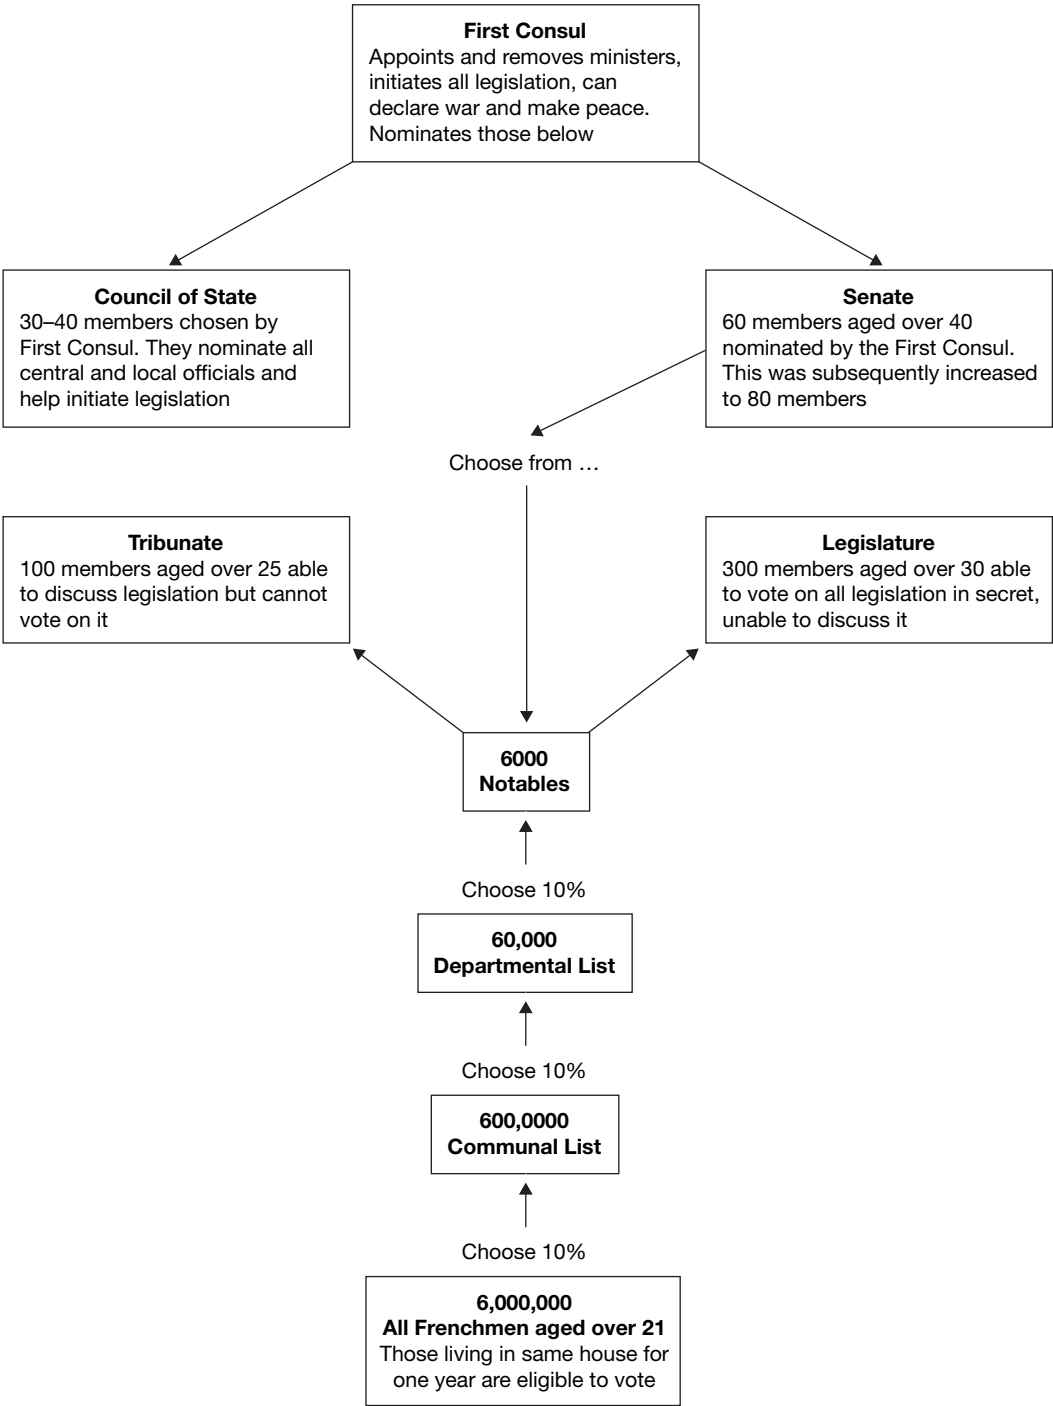 First Consul
Appoints and removes ministers,
initiates all legislation, can
declare war and make peace.
Nominates those below
Council of State
30–40 members chosen by
First Consul. They nominate all
central and local officials and
help initiate legislation
Senate
60 members aged over 40
nominated by the First Consul.
This was subsequently increased
to 80 members
Choose from …
Tribunate
100 members aged over 25 able
to discuss legislation but cannot
vote on it
Legislature
300 members aged over 30 able
to vote on all legislation in secret,
unable to discuss it
6000
Notables
Choose 10%
60,000
Departmental List
Choose 10%
600,0000
Communal List
Choose 10%
6,000,000
All Frenchmen aged over 21
Those living in same house for
one year are eligible to vote